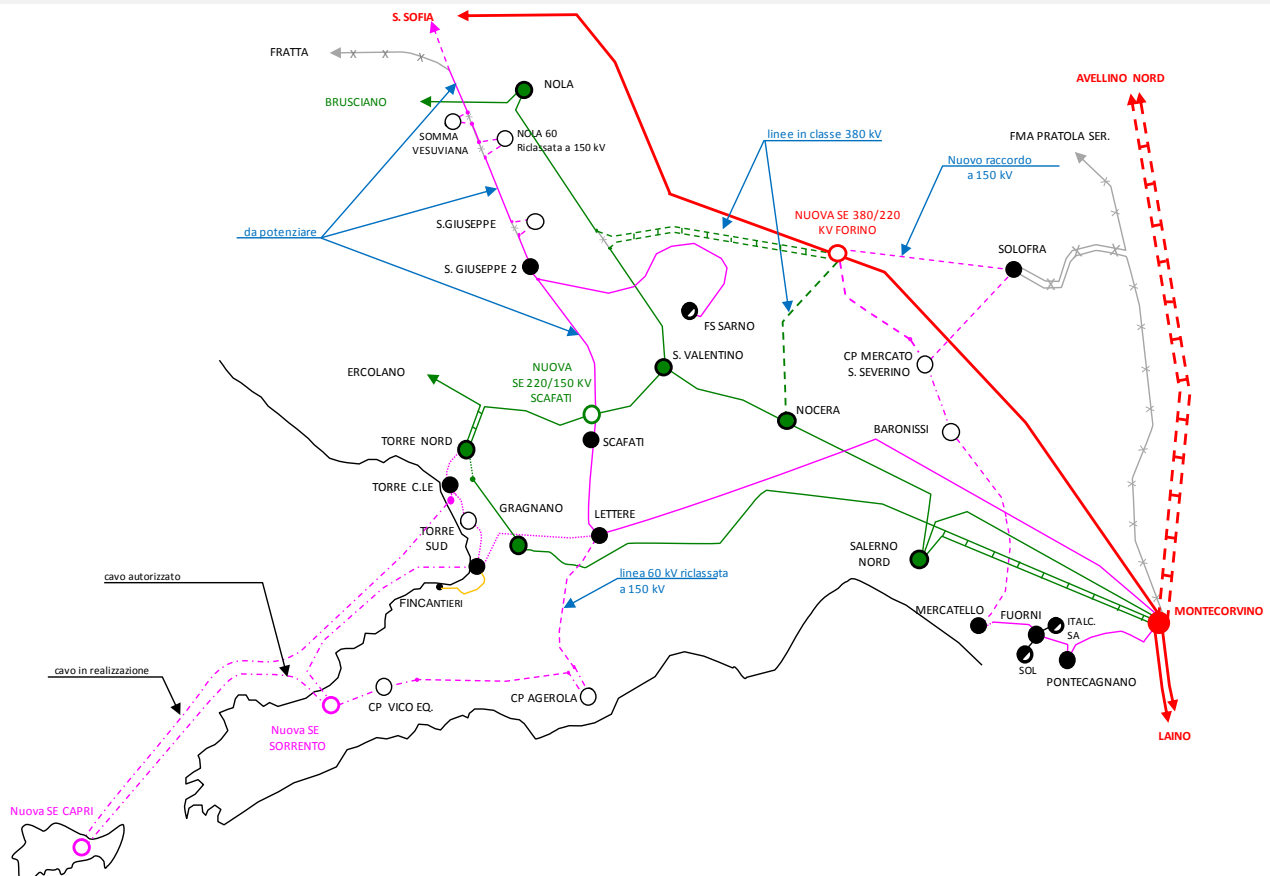 S. SOFIA
FRATTA
NOLA
AVELLINO NORD
BRUSCIANO
SOMMA
VESUVIANA
NOLA 60
Riclassata a 150 kV
linee in classe 380 kV
FMA PRATOLA SER.
Nuovo raccordo
a 150 kV
da potenziare
S.GIUSEPPE
NUOVA SE 380/220
KV FORINO
SOLOFRA
S. GIUSEPPE 2
FS SARNO
S. VALENTINO
CP MERCATO
S. SEVERINO
ERCOLANO
NUOVA
SE 220/150 KV
SCAFATI
NOCERA
BARONISSI
TORRE NORD
SCAFATI
TORRE C.LE
GRAGNANO
LETTERE
TORRE
SUD
SALERNO
NORD
cavo autorizzato
linea 60 kV riclassata
a 150 kV
FINCANTIERI
MERCATELLO
FUORNI
ITALC.
SA
MONTECORVINO
SOL
PONTECAGNANO
cavo in realizzazione
CP VICO EQ.
CP AGEROLA
Nuova SE
SORRENTO
LAINO
Nuova SE CAPRI